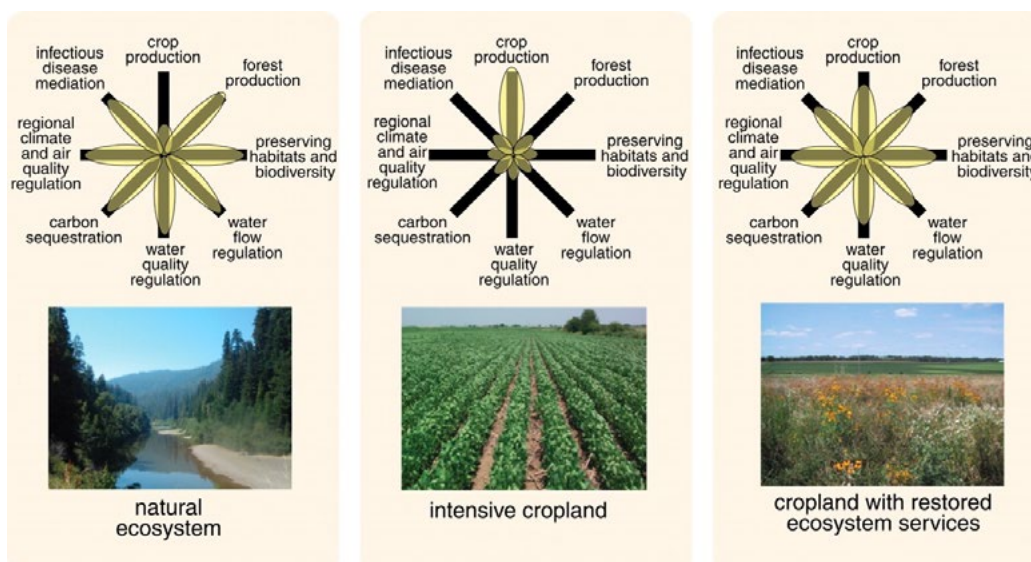 crop
production
infectious
disease
mediation
forest
production
regional
climate
and air
quality
regulation
preserving
habitats and
biodiversity
carbon
sequestration
water
quality
regulation
water
flow
regulation
natural
ecosystem
crop
production
infectious
disease
mediation
forest
production
regional
climate
and air
quality
regulation
preserving
habitats and
biodiversity
carbon
sequestration
water
quality
regulation
water
flow
regulation
intensive cropland
crop
production
infectious
disease
mediation
forest
production
regional
climate
and air
quality
regulation
preserving
habitats and
biodiversity
carbon
sequestration
water
quality
regulation
water
flow
regulation
cropland with restored
ecosystem services